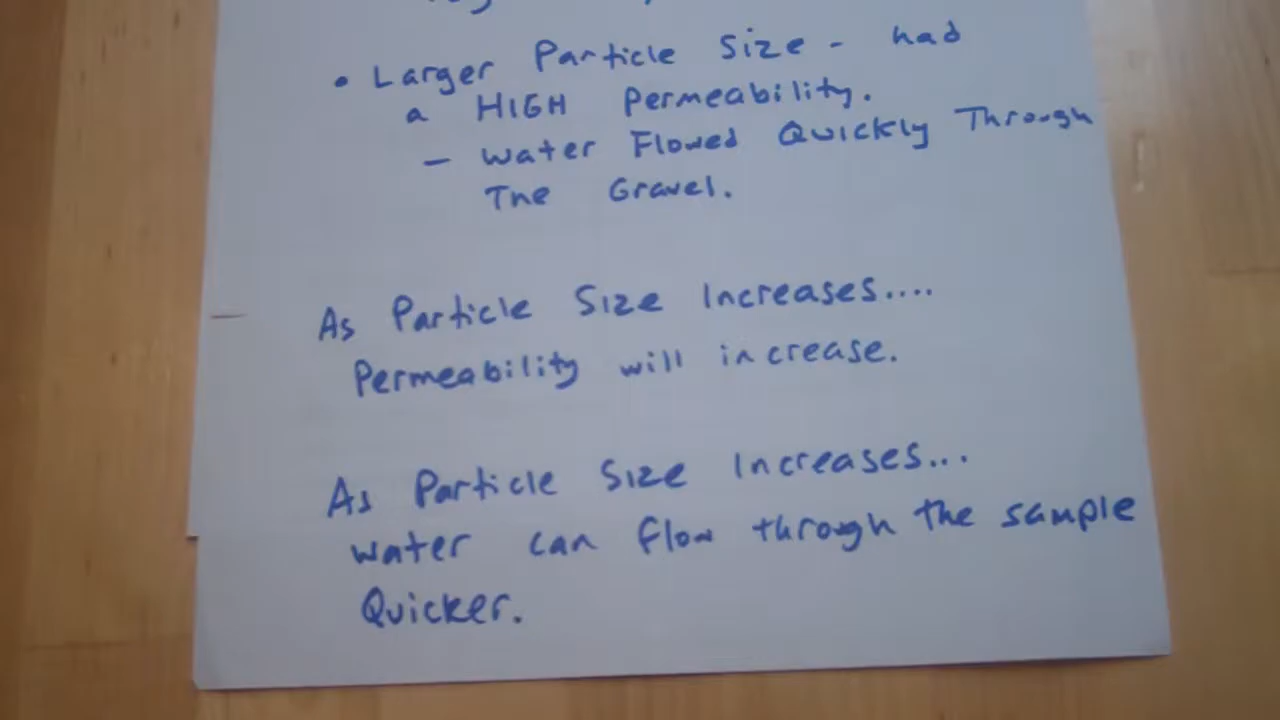 • Larger Particle Size - had
a HIGH Permeability.
- Water Flowed Quickly Through
The Gravel.
As Particle Size Increases....
Permeability will increase.
As Particle Size Increases...
water can flow through the sample
Quicker.